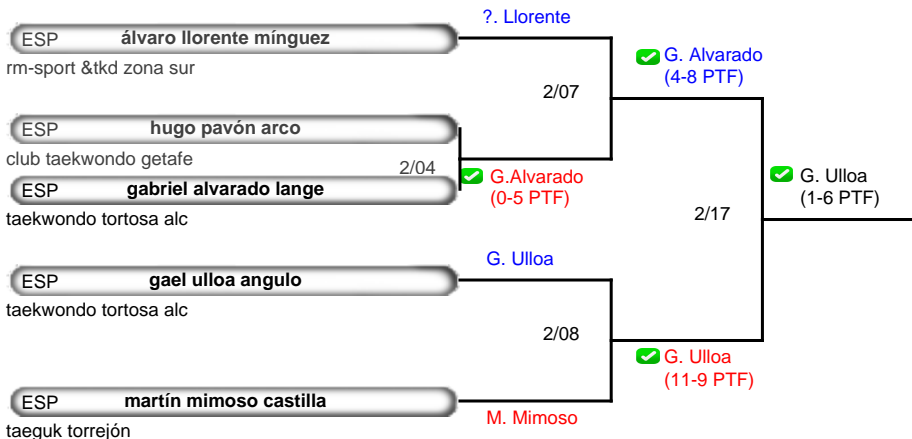 ?. Llorente
ESP álvaro llorente mínguez
rm-sport &tkd zona sur
G. Alvarado
(4-8 PTF)
2/07
ESP hugo pavón arco
club taekwondo getafe
2/04
G.Alvarado
(0-5 PTF)
ESP gabriel alvarado lange
taekwondo tortosa alc
G. Ulloa
(1-6 PTF)
2/17
G. Ulloa
ESP gael ulloa angulo
taekwondo tortosa alc
2/08
G. Ulloa
(11-9 PTF)
ESP martín mimoso castilla
M. Mimoso
taeguk torrejón